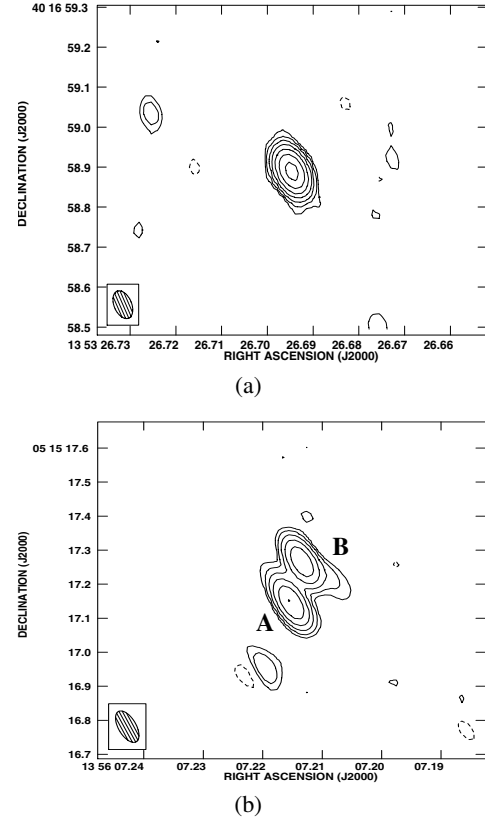 40 16 59.3
59.2
59.1
59.0
58.9
58.8
58.7
58.6
58.5
DECLINATION (J2000)
13 53 26.73 26.72 26.71 26.70 26.69 26.68 26.67 26.66
RIGHT ASCENSION (J2000)
(a)
05 15 17.6
17.5
17.4
17.3
17.2
17.1
17.0
16.9
16.8
16.7
DECLINATION (J2000)
B
A
13 56 07.24 07.23 07.22 07.21 07.20 07.19
RIGHT ASCENSION (J2000)
(b)